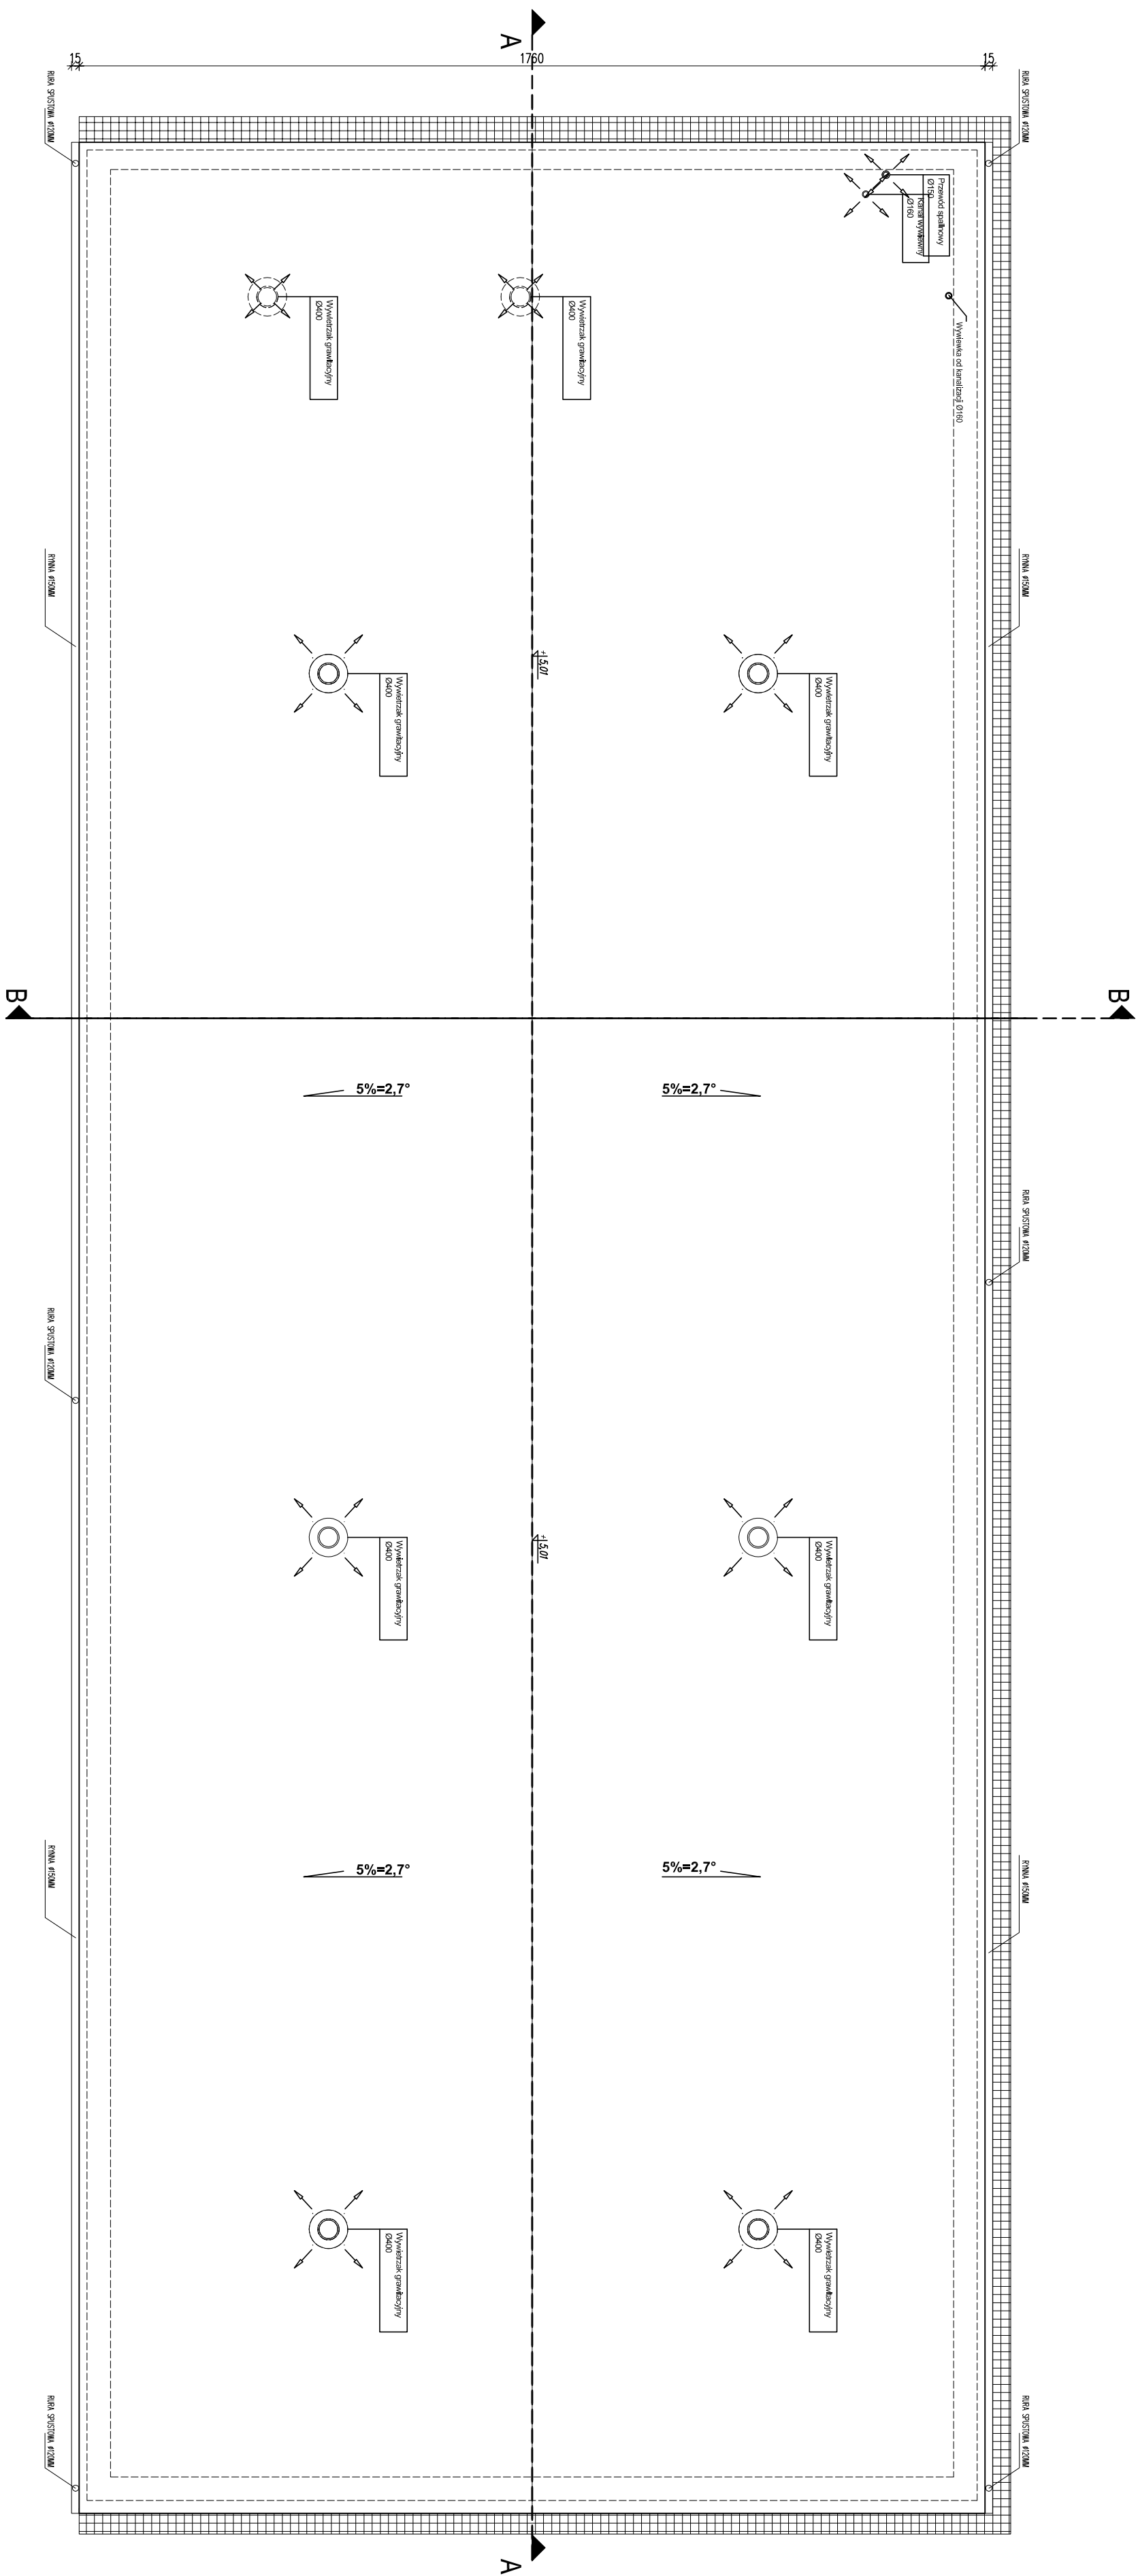 A
15
1760
15
RURA SPUSTOWA ø120MM
RURA SPUSTOWA ø120MM
Przewód spalinowy
Ø150
Kanał wywiewny
Ø160
Wywiewka od kanalizacji Ø160
Wywietrzak grawitacyjny
Ø400
Wywietrzak grawitacyjny
Ø400
RYNNA ø150MM
RYNNA ø150MM
+5,01
Wywietrzak grawitacyjny
Ø400
Wywietrzak grawitacyjny
Ø400
B
B
5%=2,7°
5%=2,7°
RURA SPUSTOWA ø120MM
RURA SPUSTOWA ø120MM
+5,01
Wywietrzak grawitacyjny
Ø400
Wywietrzak grawitacyjny
Ø400
5%=2,7°
5%=2,7°
RYNNA ø150MM
RYNNA ø150MM
Wywietrzak grawitacyjny
Ø400
Wywietrzak grawitacyjny
Ø400
RURA SPUSTOWA ø120MM
RURA SPUSTOWA ø120MM
A